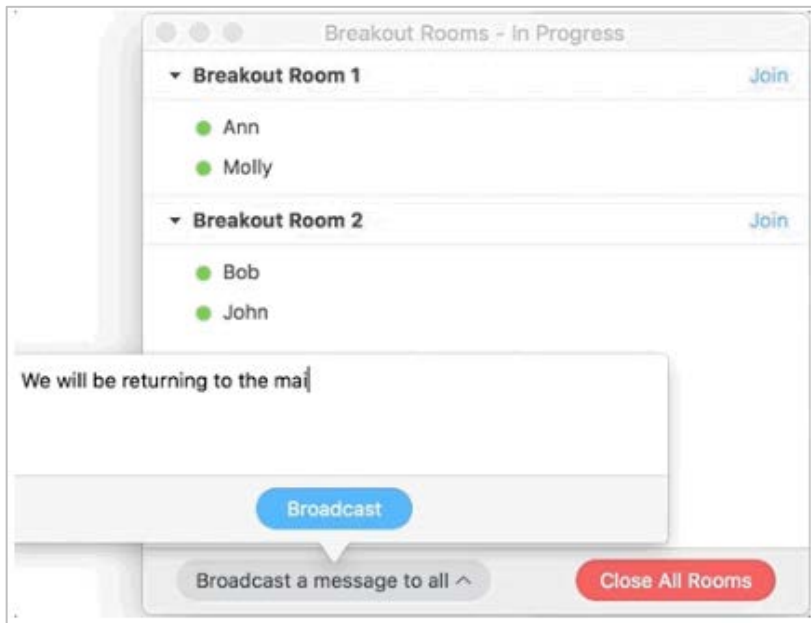 Breakout Rooms - In Progress
Breakout Room 1 Join
Ann
Molly
Breakout Room 2 Join
Bob
John
We will be returning to the mai
Broadcast
Broadcast a message to all
Close All Rooms